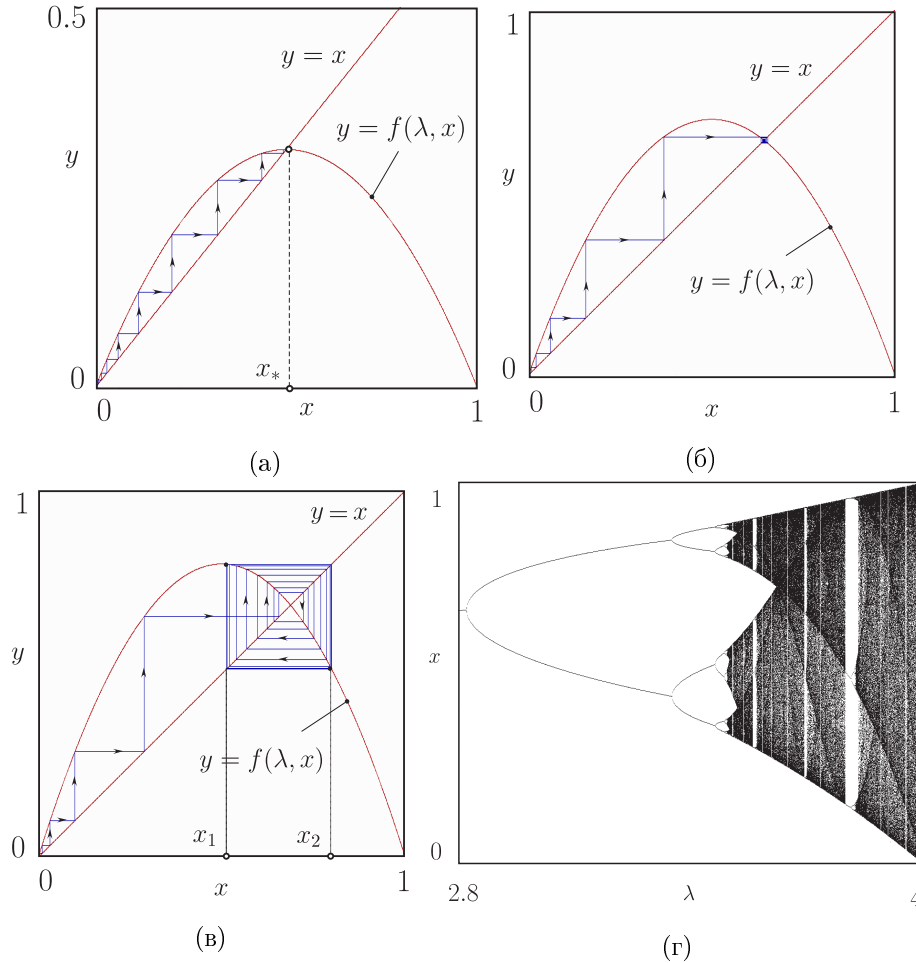 0.5
y = x
y = f(λ, x)
y
x∗
0
0
x
1
(а)
1
y = x
y
y = f(λ, x)
0
0
x
1
(б)
1
y = x
y
y = f(λ, x)
x₁
x₂
0
0
x
1
(в)
1
x
0
2.8
λ
4
(г)